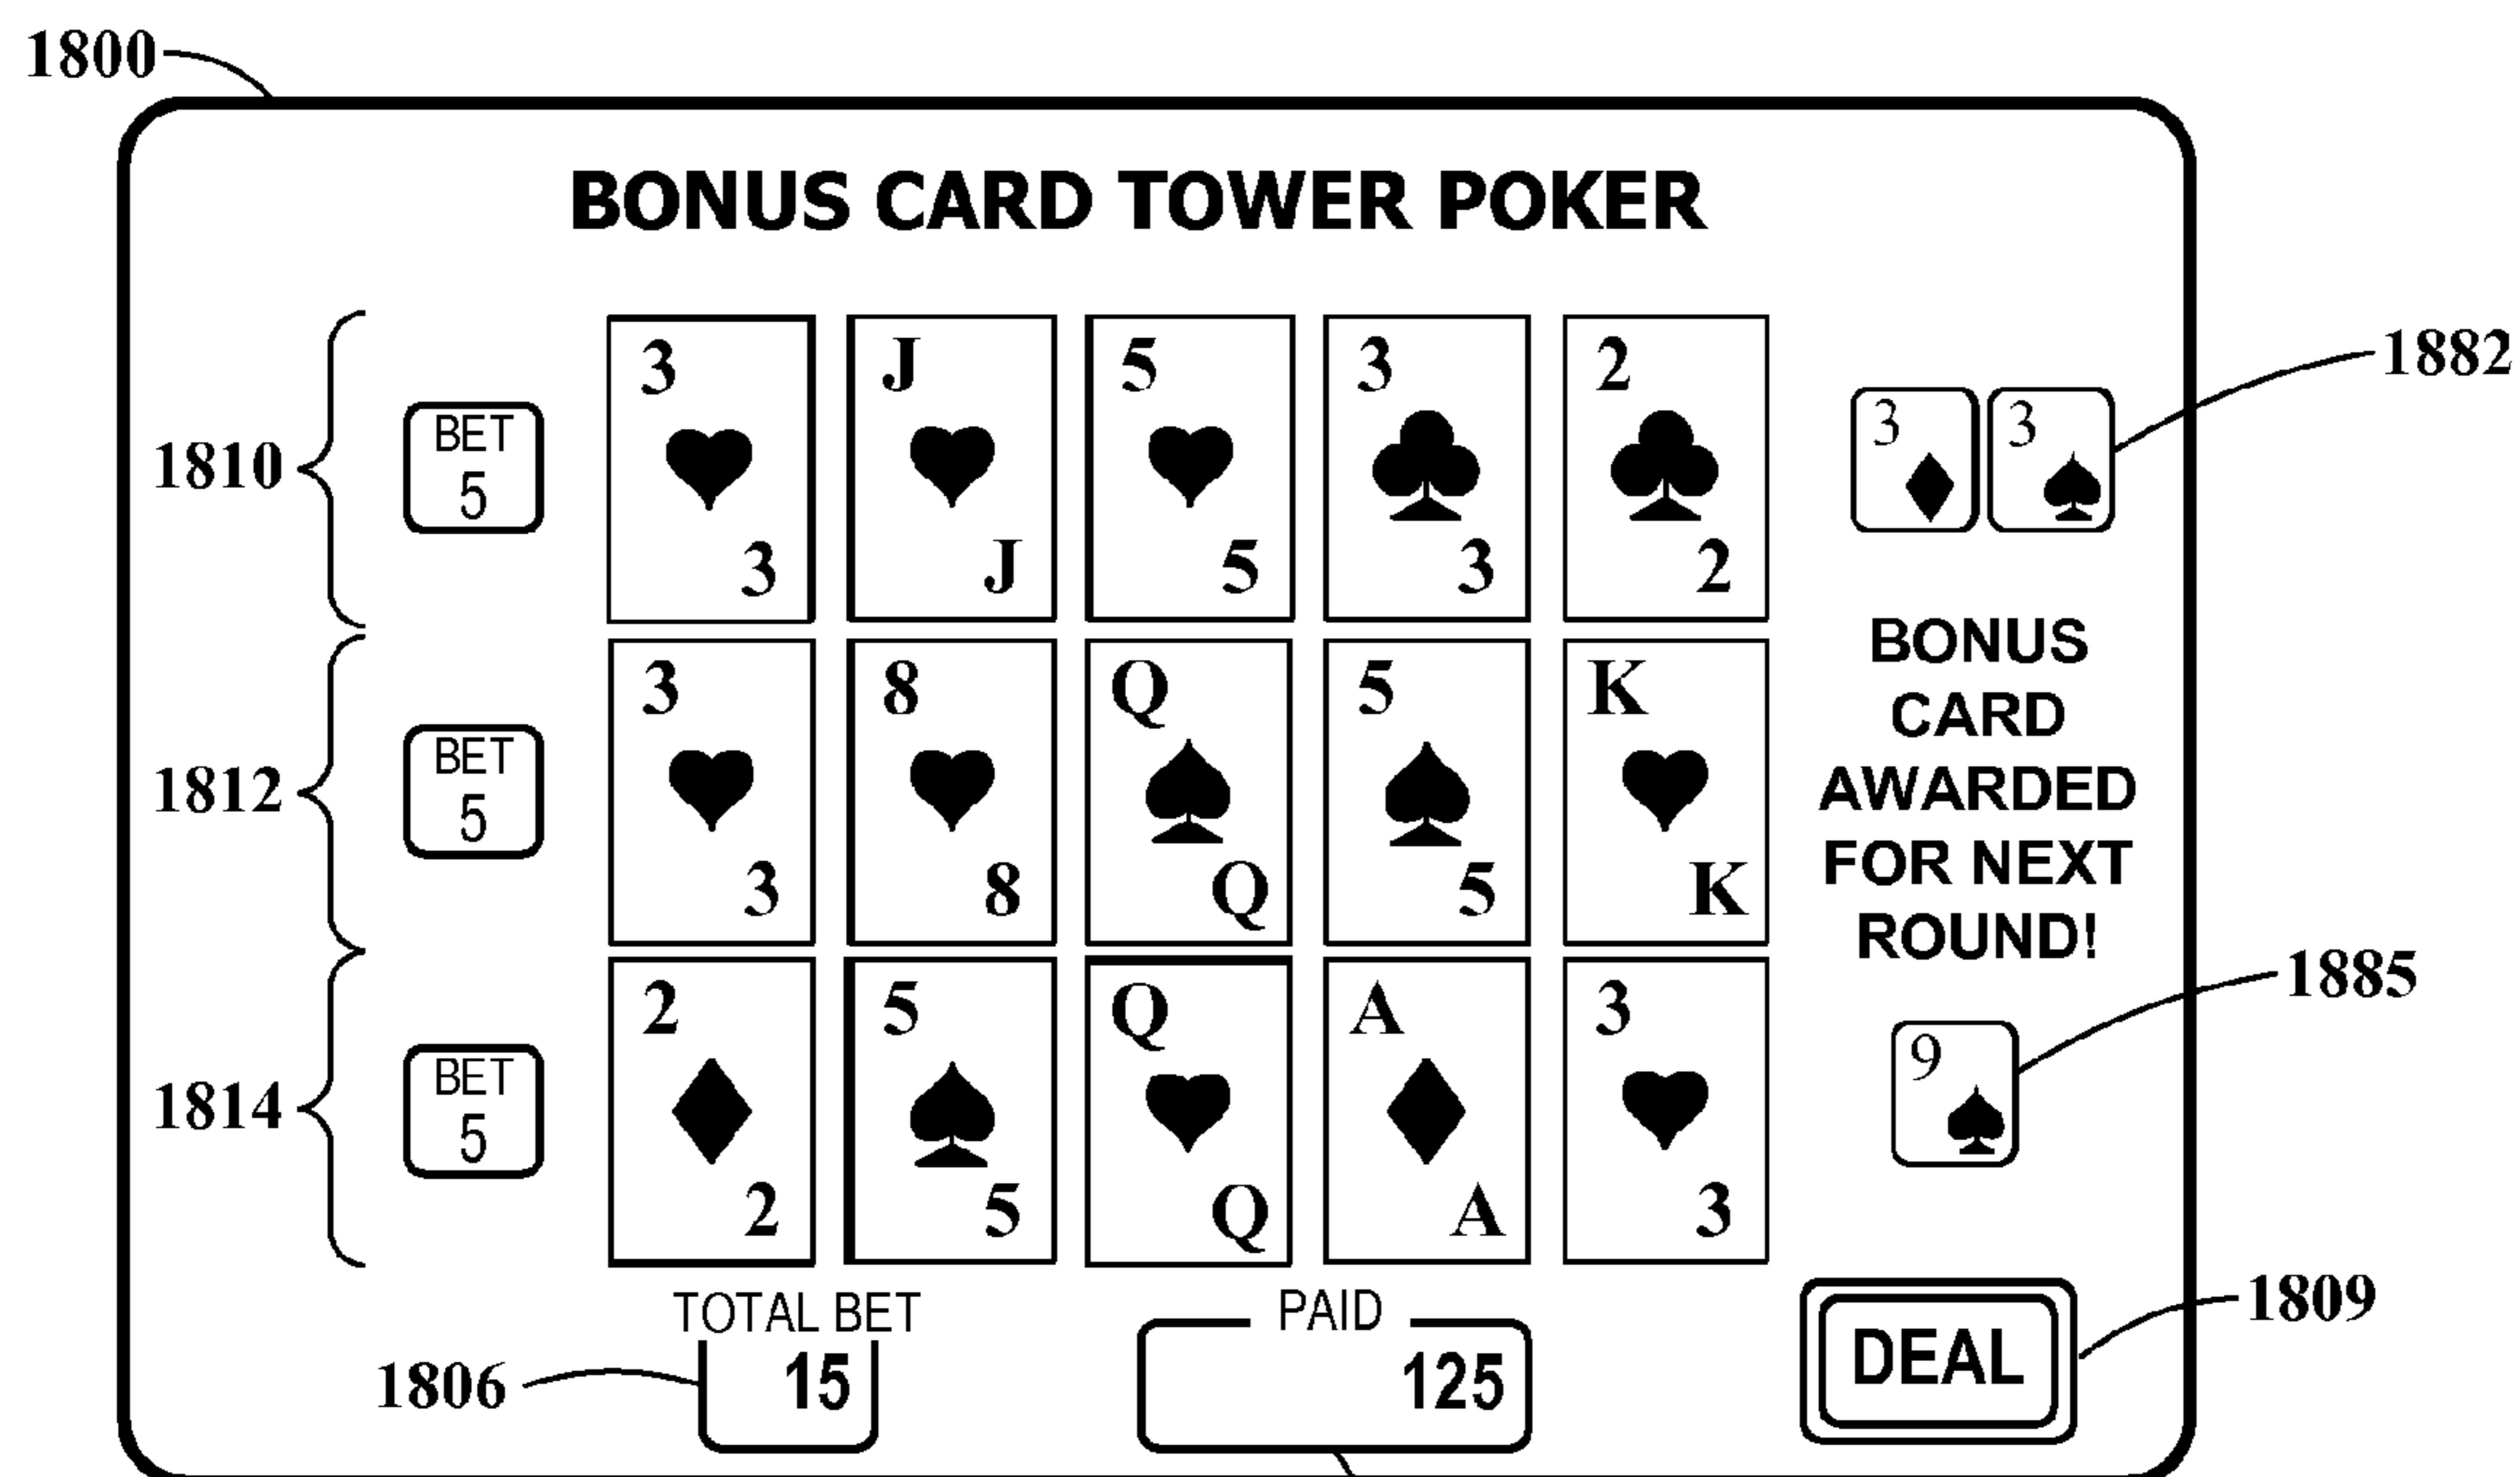 1800
BONUS CARD TOWER POKER
3 J 5 3 2
1882
3 3
BET
1810
5
3 J 5 3 2
BONUS
3 8 Q 5 K
CARD
BET
1812
5
AWARDED
FOR NEXT
3 8 Q 5 K
ROUND!
1885
2 5 Q A 3
9
BET
1814
5
2 5 Q A 3
TOTAL BET
PAID
1809
15
125
DEAL
1806